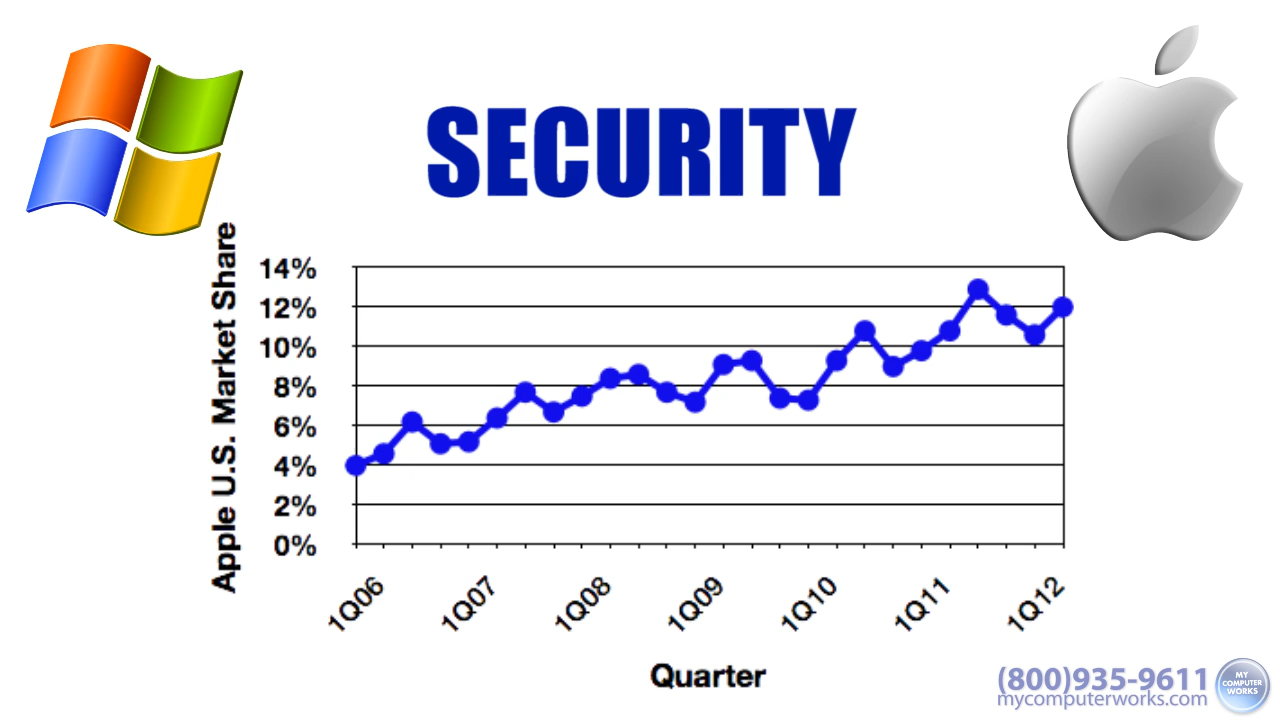 SECURITY
Apple U.S. Market Share
14%
12%
10%
8%
6%
4%
2%
0%
1Q06 1Q07 1Q08 1Q09 1Q10 1Q11 1Q12
Quarter
(800)935-9611
mycomputerworks.com
MY
COMPUTER
WORKS